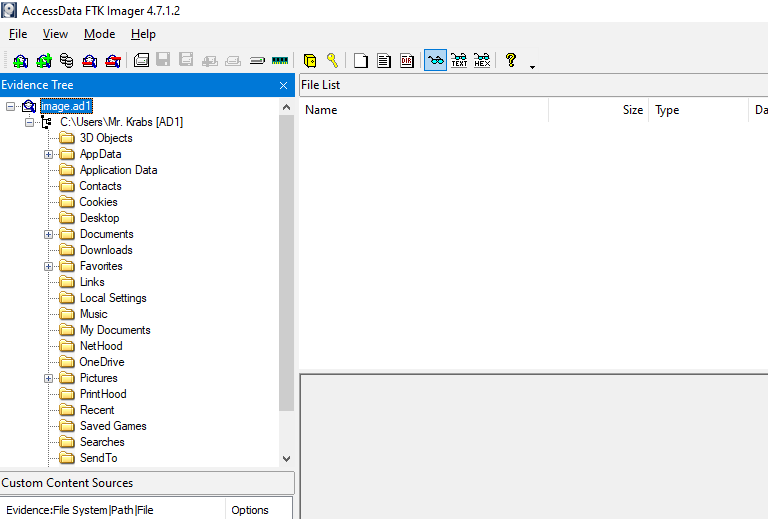 AccessData FTK Imager 4.7.1.2
File View Mode Help
TEXT HEX DIR ?
Evidence Tree
File List
Name Size Type Da
image.ad1
C:\Users\Mr. Krabs [AD1]
3D Objects
AppData
Application Data
Contacts
Cookies
Desktop
Documents
Downloads
Favorites
Links
Local Settings
Music
My Documents
NetHood
OneDrive
Pictures
PrintHood
Recent
Saved Games
Searches
SendTo
Custom Content Sources
Evidence:File System|Path|File Options